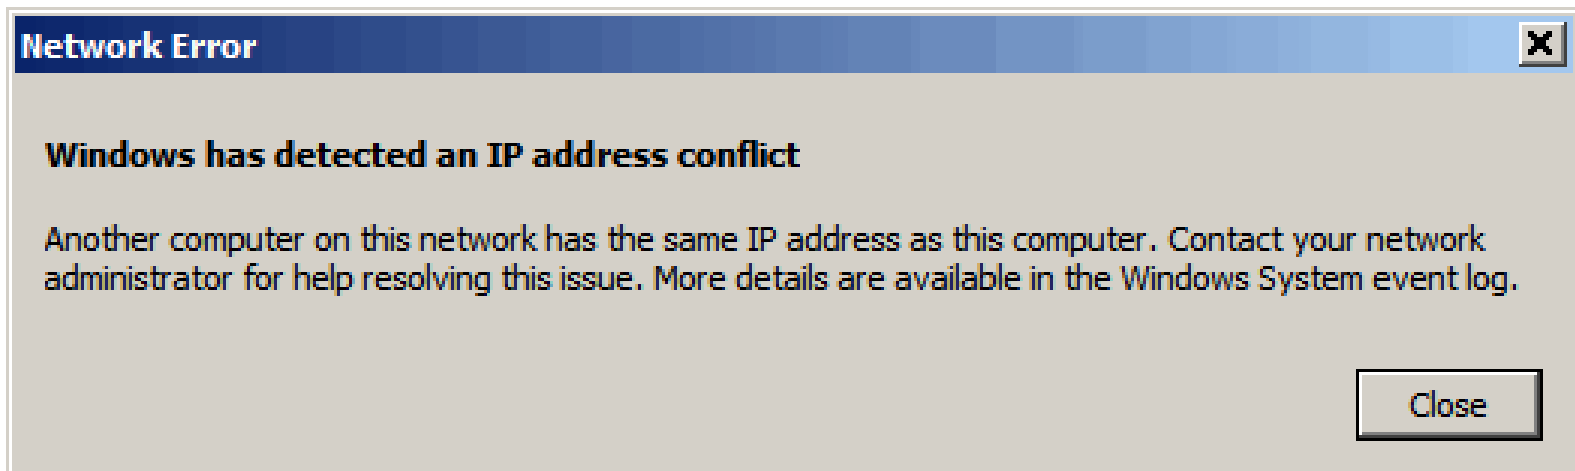 Network Error
Windows has detected an IP address conflict
Another computer on this network has the same IP address as this computer. Contact your network
administrator for help resolving this issue. More details are available in the Windows System event log.
Close